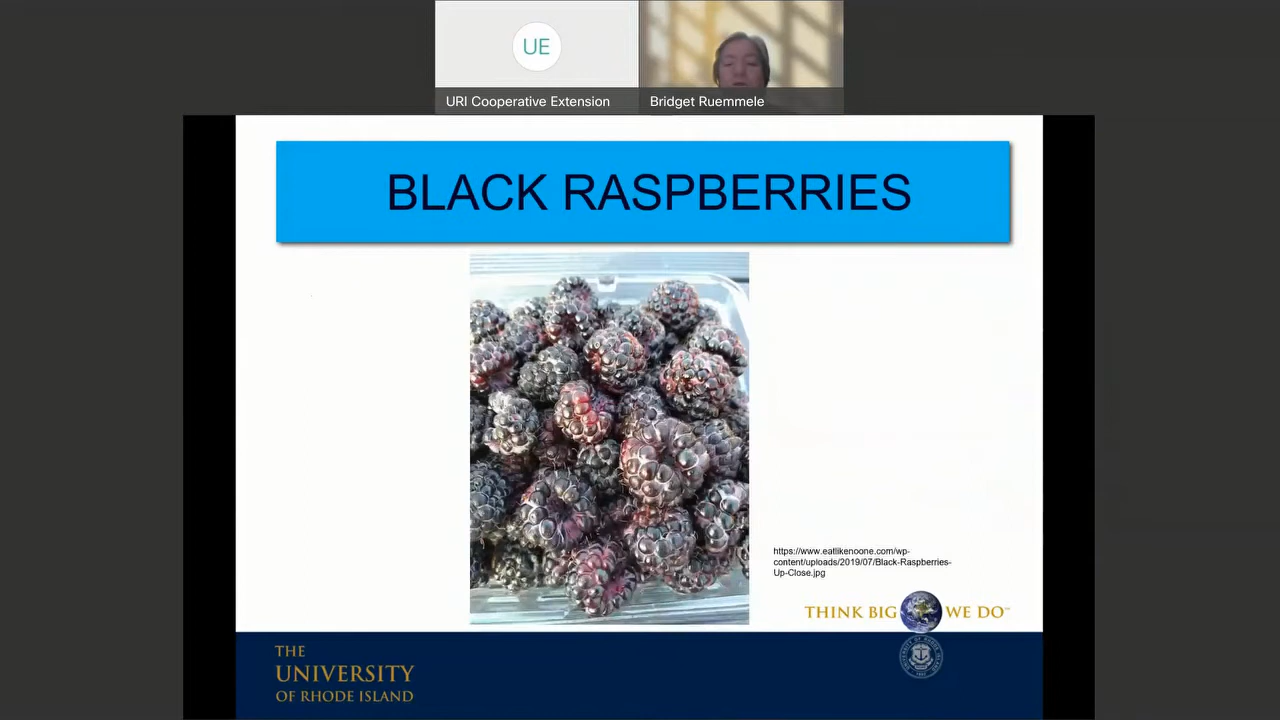 UE
URI Cooperative Extension
Bridget Ruemmele
BLACK RASPBERRIES
https://www.eatlikenoone.com/wp-
content/uploads/2019/07/Black-Raspberries-
Up-Close.jpg
THINK BIG WE DO℠
THE
UNIVERSITY
OF RHODE ISLAND